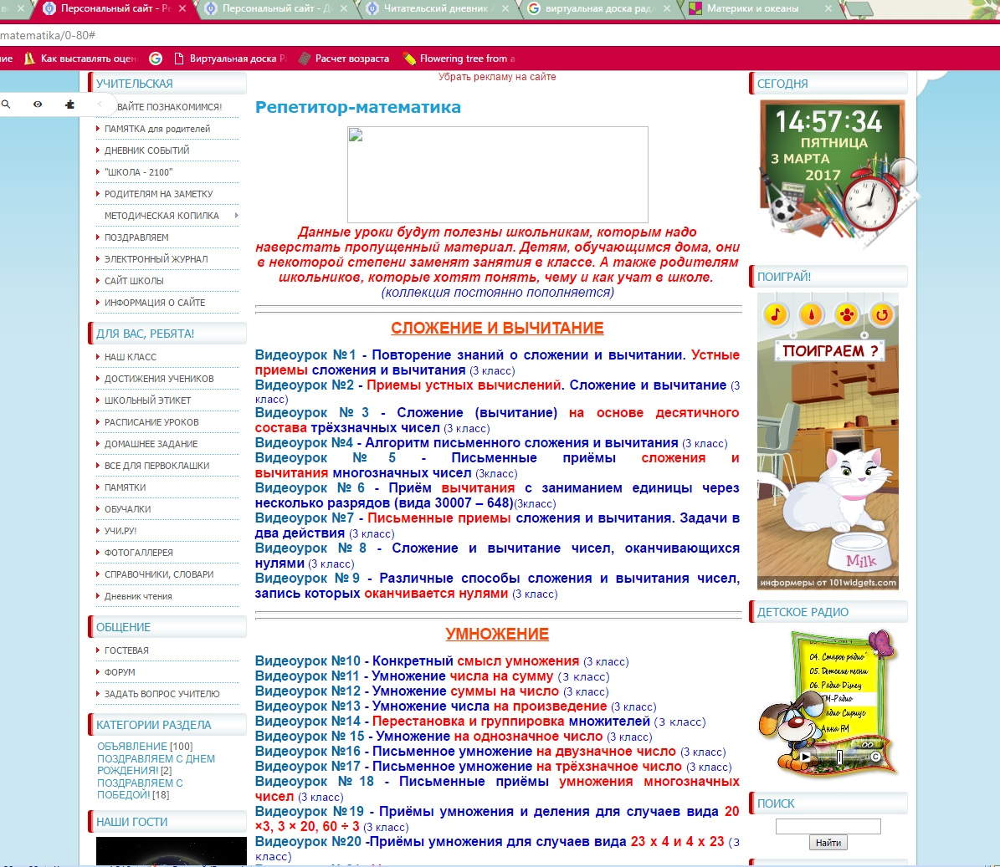 Персональный сайт - Ре
Персональный сайт - Д
Читательский дневник
виртуальная доска рад
Материки и океаны
matematika/0-80#
ние
Как выставлять оцен
Виртуальная доска
Расчет возраста
Flowering tree from a
УЧИТЕЛЬСКАЯ
ВАЙТЕ ПОЗНАКОМИМСЯ!
ПАМЯТКА для родителей
ДНЕВНИК СОБЫТИЙ
"ШКОЛА - 2100"
РОДИТЕЛЯМ НА ЗАМЕТКУ
МЕТОДИЧЕСКАЯ КОПИЛКА
ПОЗДРАВЛЯЕМ
ЭЛЕКТРОННЫЙ ЖУРНАЛ
САЙТ ШКОЛЫ
ИНФОРМАЦИЯ О САЙТЕ
ДЛЯ ВАС, РЕБЯТА!
НАШ КЛАСС
ДОСТИЖЕНИЯ УЧЕНИКОВ
ШКОЛЬНЫЙ ЭТИКЕТ
РАСПИСАНИЕ УРОКОВ
ДОМАШНЕЕ ЗАДАНИЕ
ВСЕ ДЛЯ ПЕРВОКЛАШКИ
ПАМЯТКИ
ОБУЧАЛКИ
УЧИ.РУ!
ФОТОГАЛЛЕРЕЯ
СПРАВОЧНИКИ, СЛОВАРИ
Дневник чтения
ОБЩЕНИЕ
ГОСТЕВАЯ
ФОРУМ
ЗАДАТЬ ВОПРОС УЧИТЕЛЮ
КАТЕГОРИИ РАЗДЕЛА
ОБЪЯВЛЕНИЕ [100]
ПОЗДРАВЛЯЕМ С ДНЕМ
РОЖДЕНИЯ! [2]
ПОЗДРАВЛЯЕМ С
ПОБЕДОЙ! [18]
НАШИ ГОСТИ
Убрать рекламу на сайте
Репетитор-математика
Данные уроки будут полезны школьникам, которым надо
наверстать пропущенный материал. Детям, обучающимся дома, они
в некоторой степени заменят занятия в классе. А также родителям
школьников, которые хотят понять, чему и как учат в школе.
(коллекция постоянно пополняется)
СЛОЖЕНИЕ И ВЫЧИТАНИЕ
Видеоурок №1 - Повторение знаний о сложении и вычитании. Устные
приемы сложения и вычитания (3 класс)
Видеоурок №2 - Приемы устных вычислений. Сложение и вычитание (3
класс)
Видеоурок № 3 - Сложение (вычитание) на основе десятичного
состава трёхзначных чисел (3 класс)
Видеоурок №4 - Алгоритм письменного сложения и вычитания (3 класс)
Видеоурок № 5 - Письменные приёмы сложения и
вычитания многозначных чисел (3класс)
Видеоурок №6 - Приём вычитания с заниманием единицы через
несколько разрядов (вида 30007 – 648)(3класс)
Видеоурок №7 - Письменные приемы сложения и вычитания. Задачи в
два действия (3 класс)
Видеоурок № 8 - Сложение и вычитание чисел, оканчивающихся
нулями (3 класс)
Видеоурок №9 - Различные способы сложения и вычитания чисел,
запись которых оканчивается нулями (3 класс)
УМНОЖЕНИЕ
Видеоурок №10 - Конкретный смысл умножения (3 класс)
Видеоурок №11 - Умножение числа на сумму (3 класс)
Видеоурок №12 - Умножение суммы на число (3 класс)
Видеоурок №13 - Умножение числа на произведение (3 класс)
Видеоурок №14 - Перестановка и группировка множителей (3 класс)
Видеоурок № 15 - Умножение на однозначное число (3 класс)
Видеоурок №16 - Письменное умножение на двузначное число (3 класс)
Видеоурок №17 - Письменное умножение на трёхзначное число (3 класс)
Видеоурок № 18 - Письменные приёмы умножения многозначных
чисел (3 класс)
Видеоурок №19 - Приёмы умножения и деления для случаев вида 20
×3, 3 × 20, 60 ÷ 3 (3 класс)
Видеоурок №20 -Приёмы умножения для случаев вида 23 х 4 и 4 х 23 (3
класс)
СЕГОДНЯ
14:57:34
ПЯТНИЦА
3 МАРТА
2017
ПОИГРАЙ!
ПОИГРАЕМ ?
Milk
информеры от 101widgets.com
ДЕТСКОЕ РАДИО
04. Старое радио
05. Детские песни
06. Радио Disney
ТМ-Радио
адио Сириус
Анна FM
ПОИСК
Найти